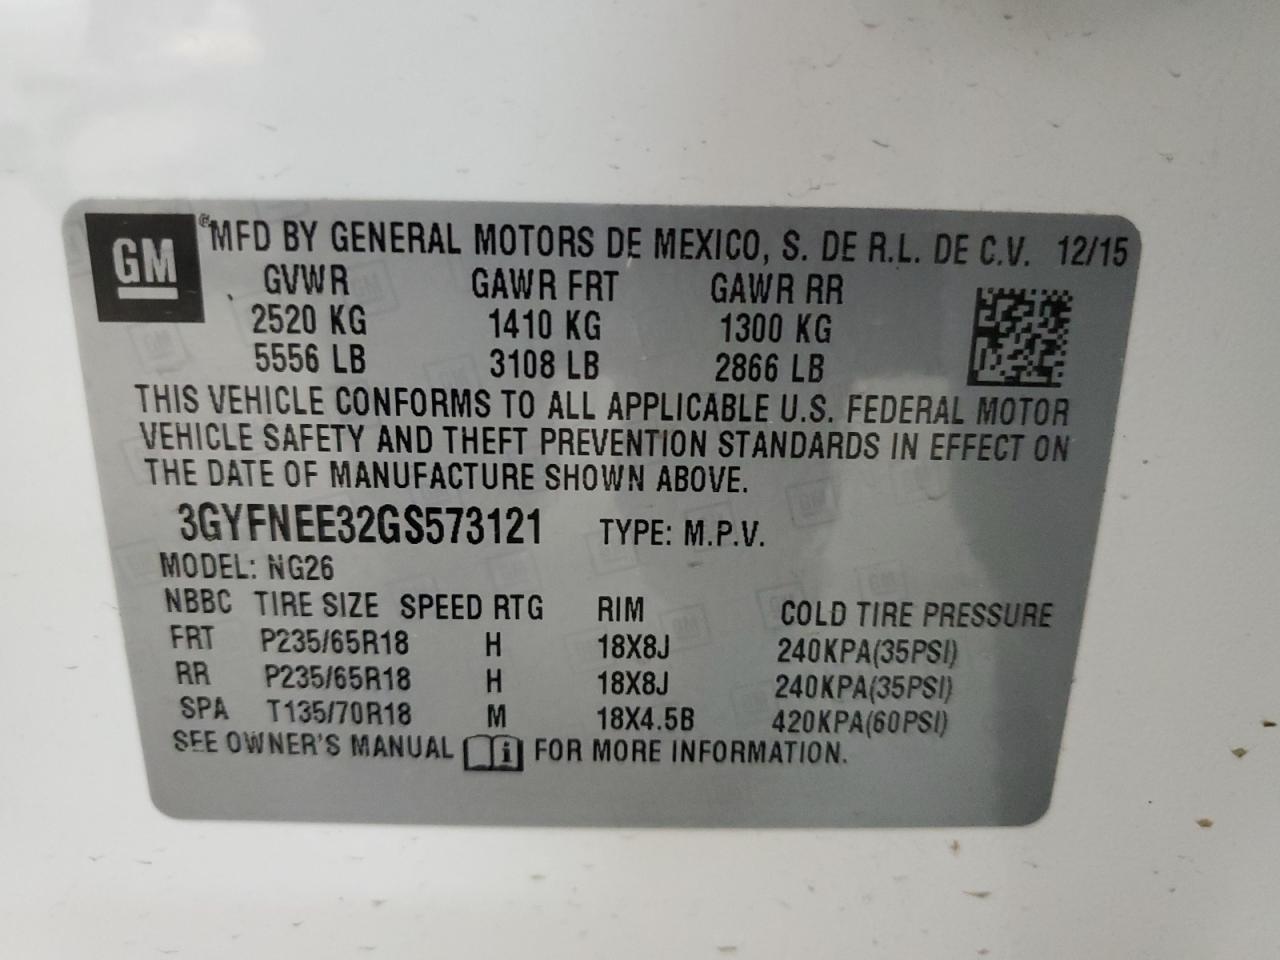 GM
® MFD BY GENERAL MOTORS DE MEXICO, S. DE R.L. DE C.V. 12/15
GVWR GAWR FRT GAWR RR
2520 KG 1410 KG 1300 KG
5556 LB 3108 LB 2866 LB
THIS VEHICLE CONFORMS TO ALL APPLICABLE U.S. FEDERAL MOTOR
VEHICLE SAFETY AND THEFT PREVENTION STANDARDS IN EFFECT ON
THE DATE OF MANUFACTURE SHOWN ABOVE.
3GYFNEE32GS573121 TYPE: M.P.V.
MODEL: NG26
NBBC TIRE SIZE SPEED RTG RIM COLD TIRE PRESSURE
FRT P235/65R18 H 18X8J 240KPA(35PSI)
RR P235/65R18 H 18X8J 240KPA(35PSI)
SPA T135/70R18 M 18X4.5B 420KPA(60PSI)
SEE OWNER'S MANUAL i FOR MORE INFORMATION.